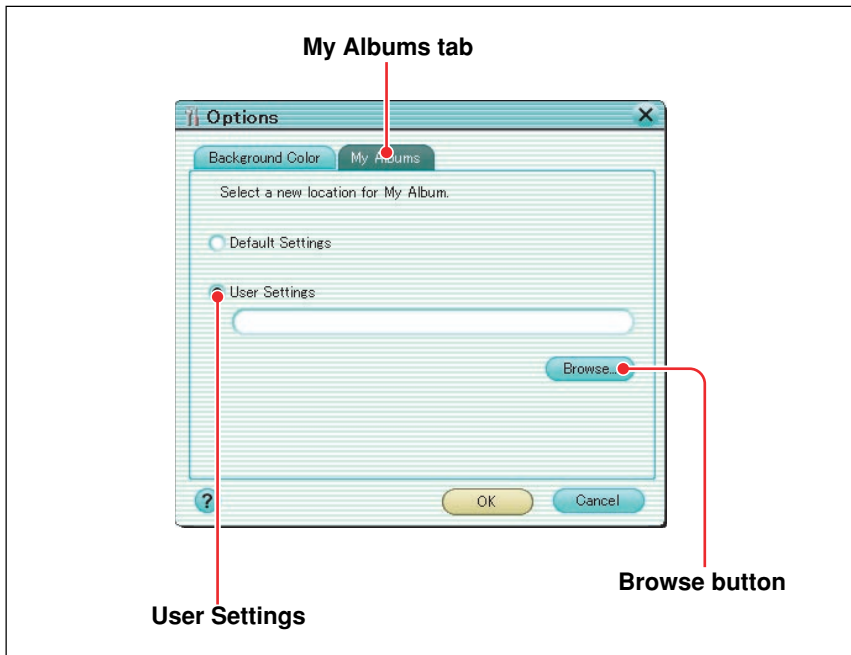 My Albums tab
Options
Background Color
My Albums
Select a new location for My Album.
Default Settings
User Settings
Browse...
?
OK
Cancel
Browse button
User Settings